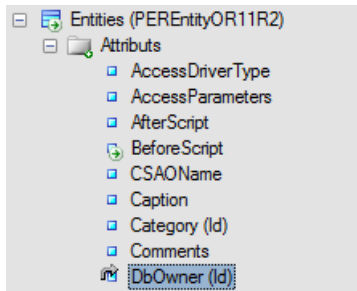 Entities (PEREntityOR11R2)
Attributs
AccessDriverType
AccessParameters
AfterScript
BeforeScript
CSAOName
Caption
Category (Id)
Comments
DbOwner (Id)